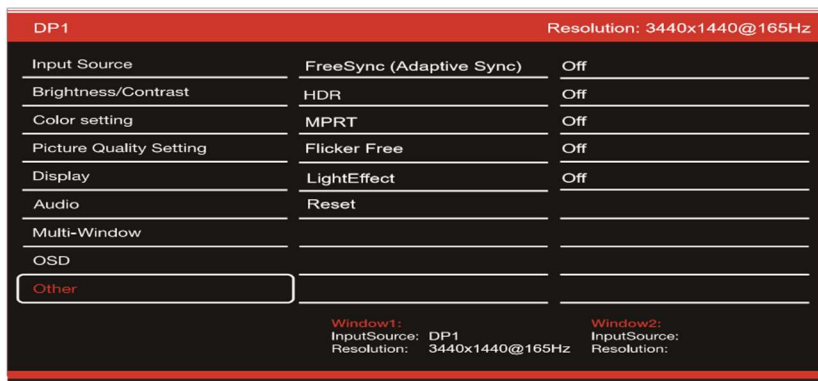 DP1 Resolution: 3440x1440@165Hz
Input Source FreeSync (Adaptive Sync) Off
Brightness/Contrast HDR Off
Color setting MPRT Off
Picture Quality Setting Flicker Free Off
Display LightEffect Off
Audio Reset
Multi-Window
OSD
Other
Window1: Window2:
InputSource: DP1 InputSource:
Resolution: 3440x1440@165Hz Resolution: